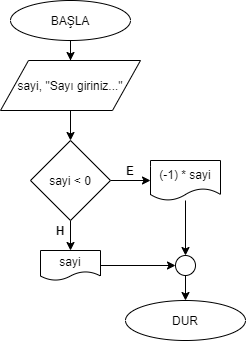 BAŞLA
sayi, "Sayı giriniz..."
sayi < 0
E
(-1) * sayi
H
sayi
DUR